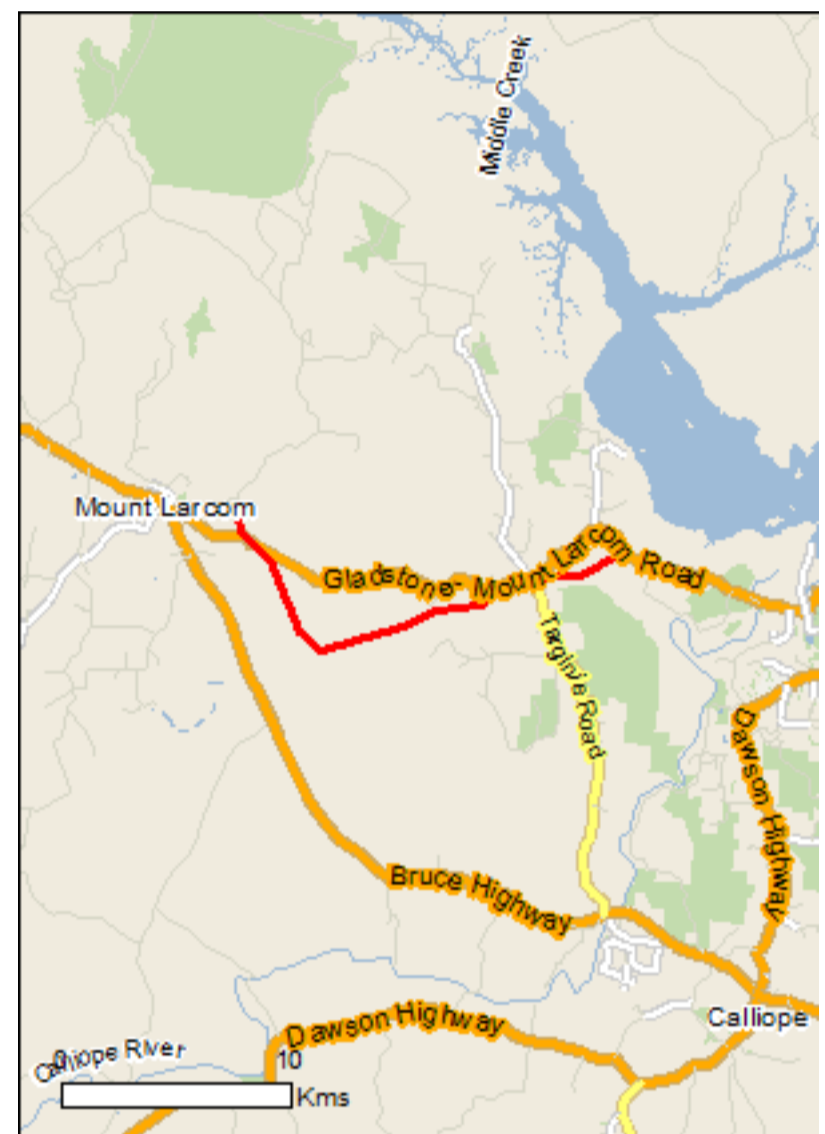 Middle Creek
Mount Larcom
Gladstone- Mount Larcom Road
Targinie Road
Dawson Highway
Bruce Highway
Dawson Highway
Calliope
Calliope River
0 10
Kms